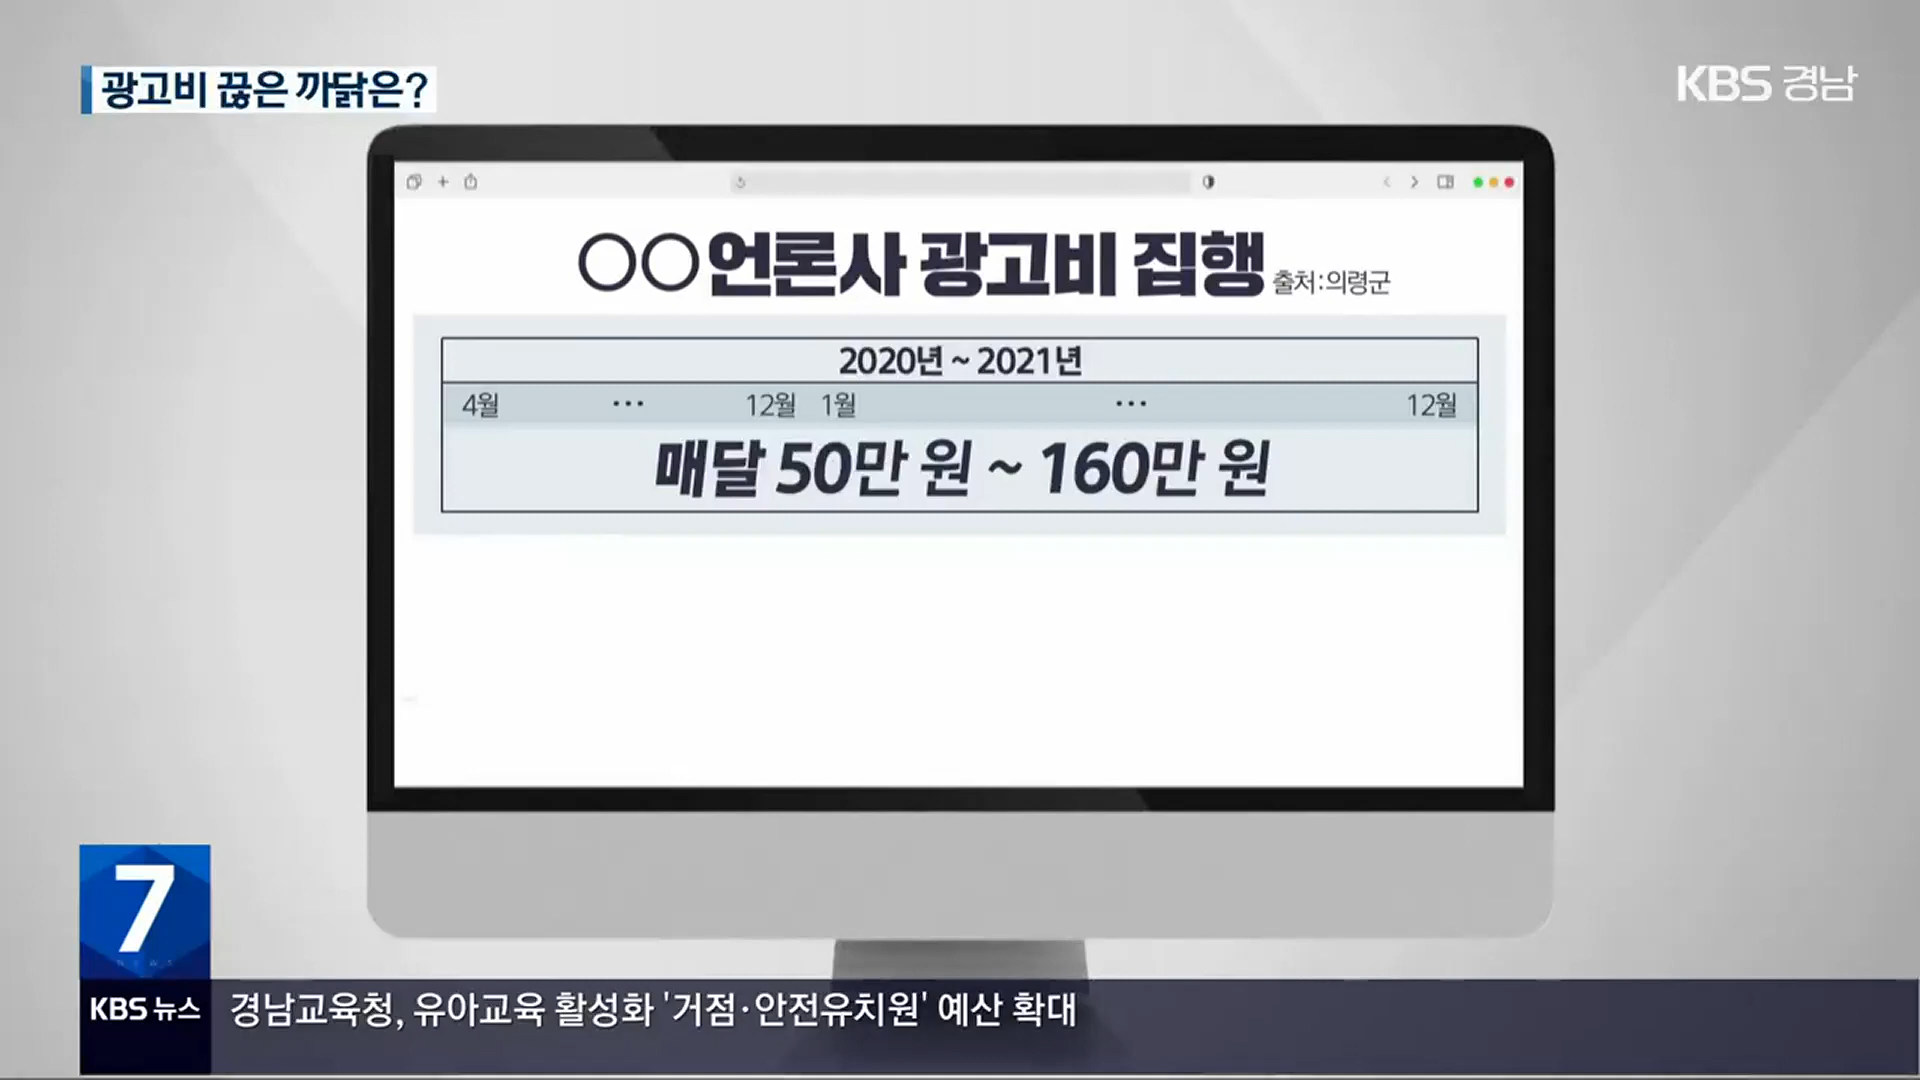 광고비 끊은 까닭은?
KBS 경남
○○언론사 광고비 집행 출처:의령군
2020년 ~ 2021년
4월 ··· 12월 1월 ··· 12월
매달 50만 원 ~ 160만 원
7
NEWS
KBS 뉴스 경남교육청, 유아교육 활성화 '거점·안전유치원' 예산 확대